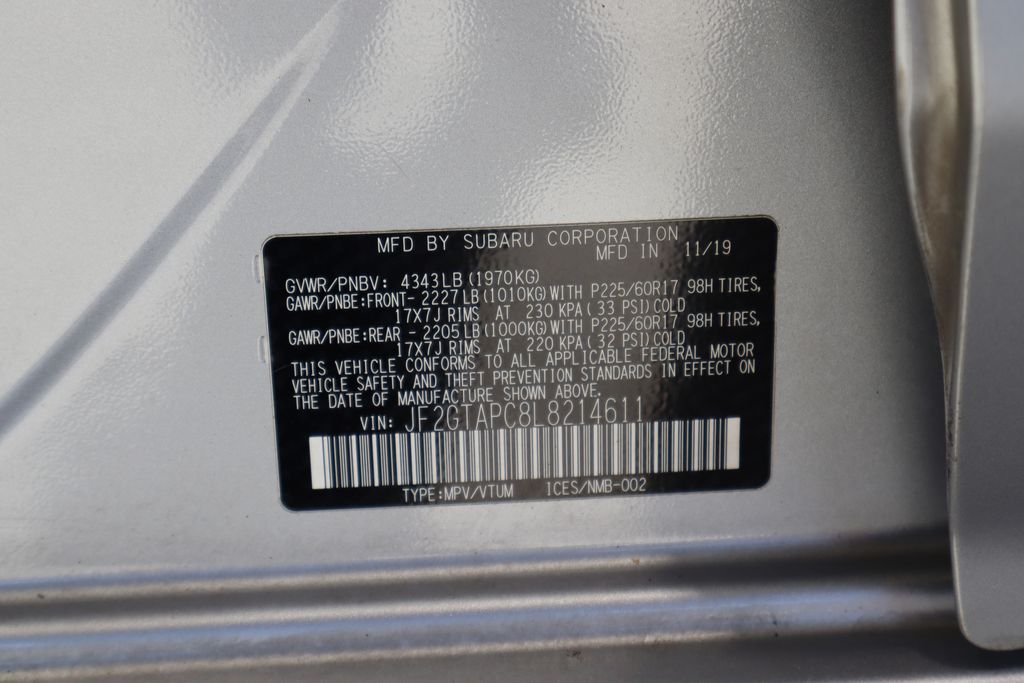 MFD BY SUBARU CORPORATION
MFD IN 11/19
GVWR/PNBV: 4343LB (1970KG)
GAWR/PNBE:FRONT- 2227LB (1010KG) WITH P225/60R17 98H TIRES,
17X7J RIMS AT 230 KPA ( 33 PSI) COLD
GAWR/PNBE:REAR - 2205LB (1000KG) WITH P225/60R17 98H TIRES,
17X7J RIMS AT 220 KPA ( 32 PSI) COLD
THIS VEHICLE CONFORMS TO ALL APPLICABLE FEDERAL MOTOR
VEHICLE SAFETY AND THEFT PREVENTION STANDARDS IN EFFECT ON
THE DATE OF MANUFACTURE SHOWN ABOVE.
VIN: JF2GTAPC8L8214611
TYPE:MPV/VTUM ICES/NMB-002